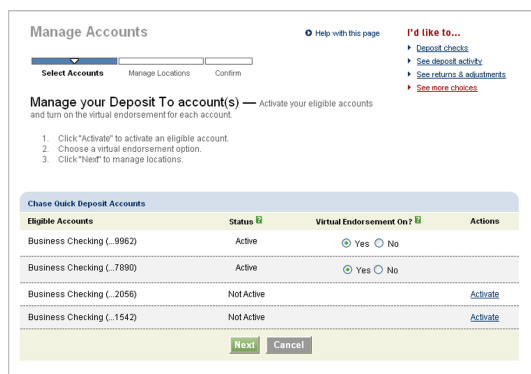 Manage Accounts
Help with this page
I'd like to...
Deposit checks
See deposit activity
See returns & adjustments
See more choices
Select Accounts
Manage Locations
Confirm
Manage your Deposit To account(s) — Activate your eligible accounts
and turn on the virtual endorsement for each account.
1. Click "Activate" to activate an eligible account.
2. Choose a virtual endorsement option.
3. Click "Next" to manage locations.
Chase Quick Deposit Accounts
Eligible Accounts Status ? Virtual Endorsement On? ? Actions
Business Checking (...9962) Active Yes No
Business Checking (...7890) Active Yes No
Business Checking (...2056) Not Active Activate
Business Checking (...1542) Not Active Activate
Next Cancel